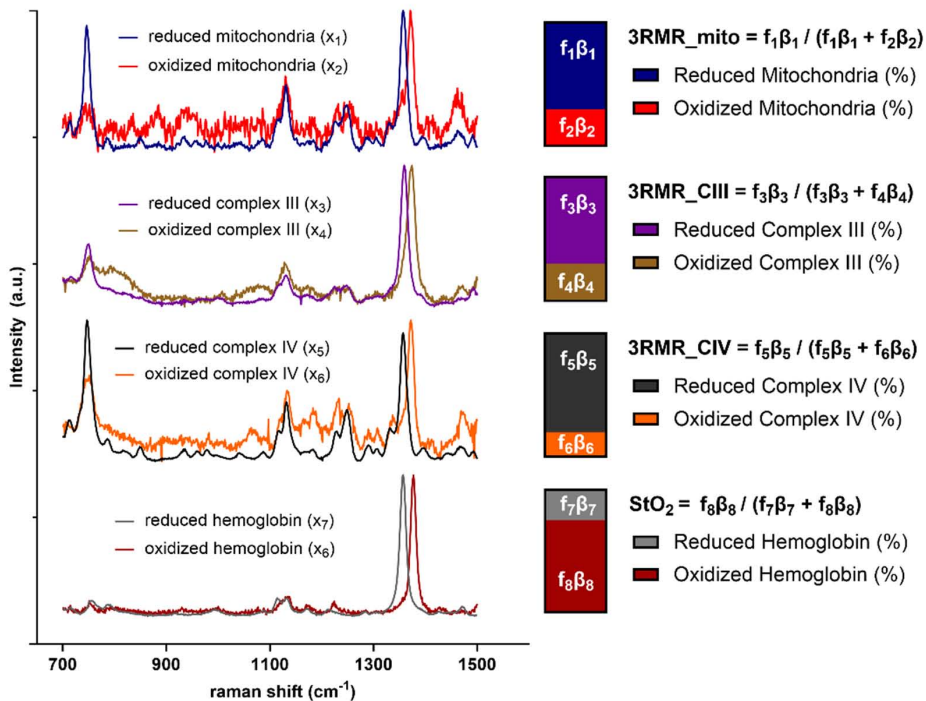 reduced mitochondria (x₁)
oxidized mitochondria (x₂)
f₁β₁
f₂β₂
3RMR_mito = f₁β₁ / (f₁β₁ + f₂β₂)
Reduced Mitochondria (%)
Oxidized Mitochondria (%)
reduced complex III (x₃)
oxidized complex III (x₄)
f₃β₃
f₄β₄
3RMR_CIII = f₃β₃ / (f₃β₃ + f₄β₄)
Reduced Complex III (%)
Oxidized Complex III (%)
Intensity (a.u.)
reduced complex IV (x₅)
oxidized complex IV (x₆)
f₅β₅
f₆β₆
3RMR_CIV = f₅β₅ / (f₅β₅ + f₆β₆)
Reduced Complex IV (%)
Oxidized Complex IV (%)
reduced hemoglobin (x₇)
oxidized hemoglobin (x₆)
f₇β₇
f₈β₈
StO₂ = f₈β₈ / (f₇β₇ + f₈β₈)
Reduced Hemoglobin (%)
Oxidized Hemoglobin (%)
700 900 1100 1300 1500
raman shift (cm⁻¹)